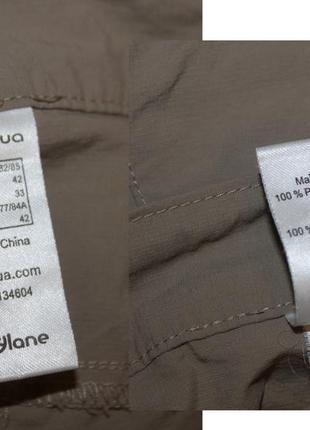 ua
82/85
42
33
77/84A
42
China
ua.com
134604
ylane
Ma
100 % P
100 %